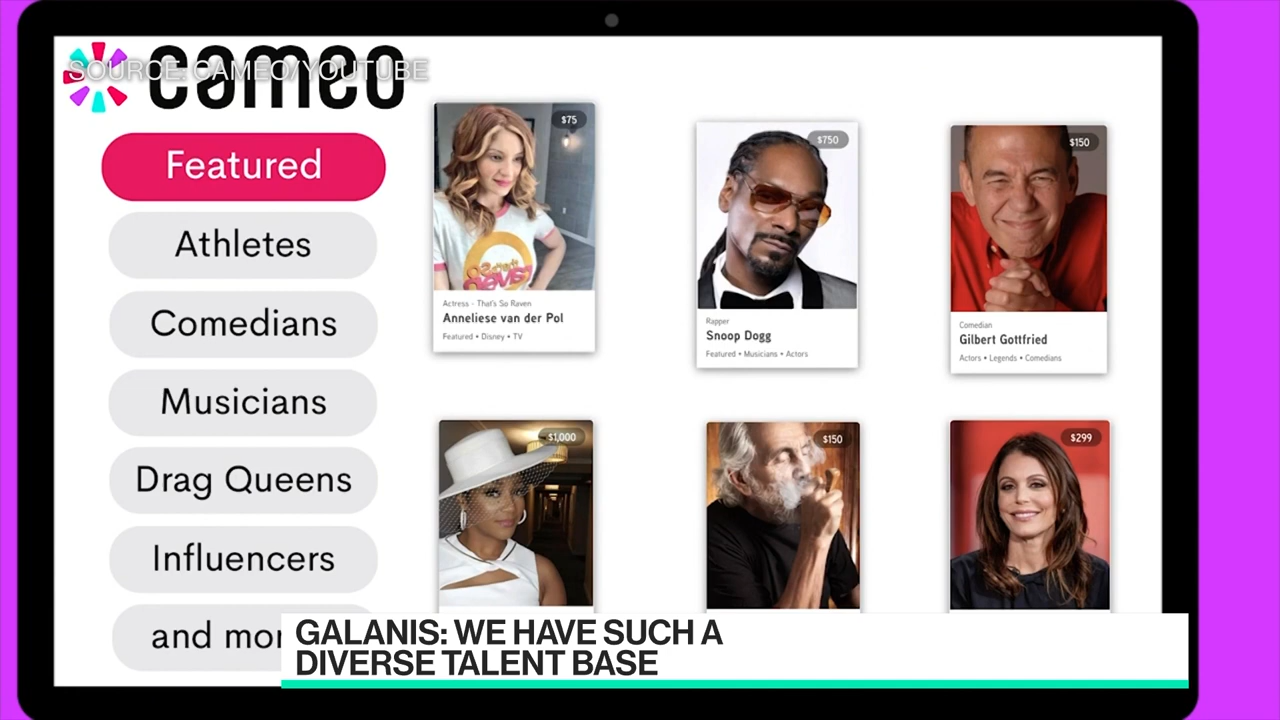 cameo
SOURCE: CAMEO/YOUTUBE
Featured
Athletes
Comedians
Musicians
Drag Queens
Influencers
and mor
$75
Actress - That's So Raven
Anneliese van der Pol
Featured • Disney • TV
$750
Rapper
Snoop Dogg
Featured • Musicians • Actors
$150
Comedian
Gilbert Gottfried
Actors • Legends • Comedians
$1,000
$150
$299
GALANIS: WE HAVE SUCH A
DIVERSE TALENT BASE